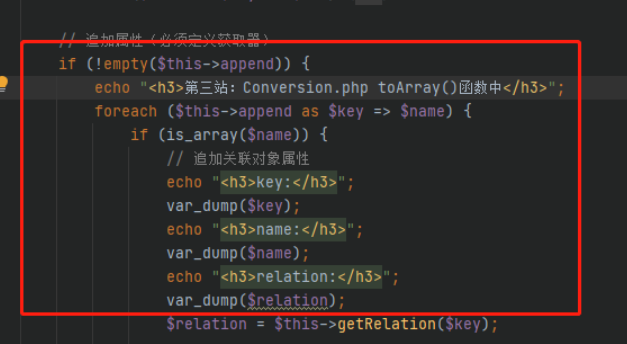 // 追加属性（必须定义获取器）
if (!empty($this->append)) {
echo "<h3>第三站：Conversion.php toArray()函数中</h3>";
foreach ($this->append as $key => $name) {
if (is_array($name)) {
// 追加关联对象属性
echo "<h3>key:</h3>";
var_dump($key);
echo "<h3>name:</h3>";
var_dump($name);
echo "<h3>relation:</h3>";
var_dump($relation);
$relation = $this->getRelation($key);